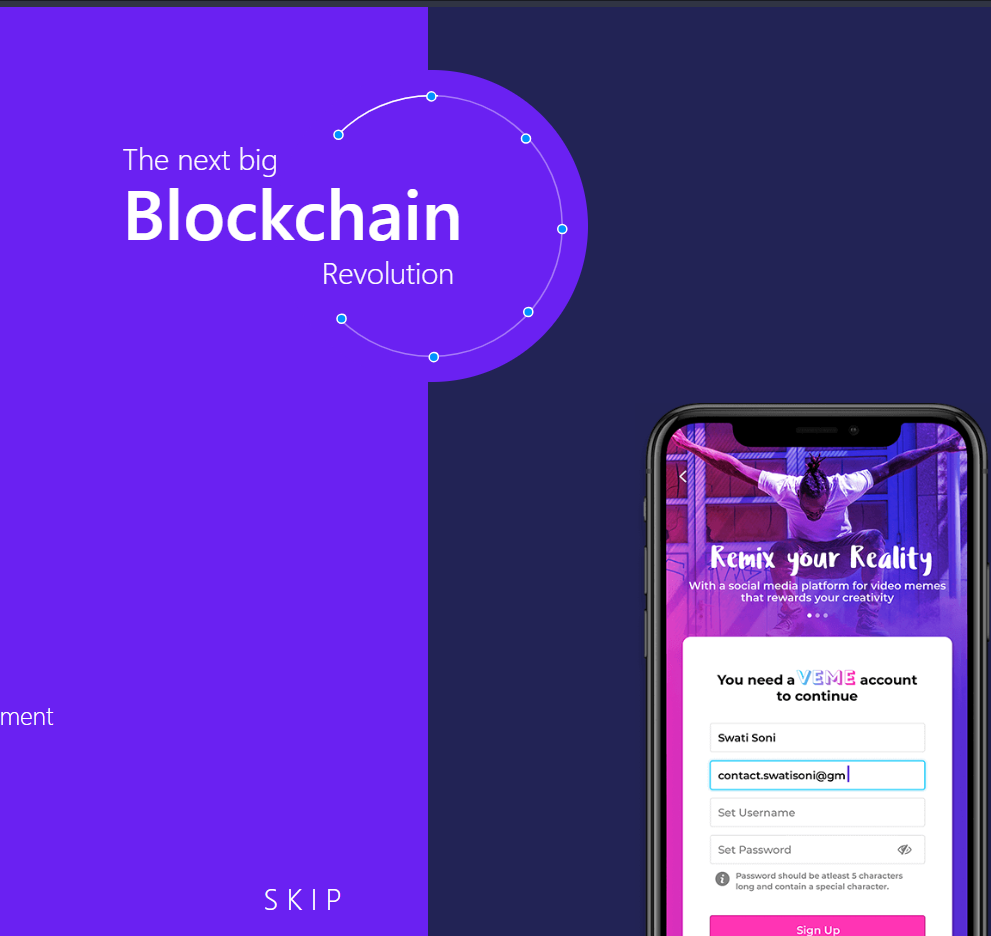 The next big
Blockchain
Revolution
ment
SKIP
Remix your Reality
With a social media platform for video memes
that rewards your creativity
You need a VEME account
to continue
Swati Soni
contact.swatisoni@gm
Set Username
Set Password
Password should be atleast 5 characters
long and contain a special character.
Sign Up